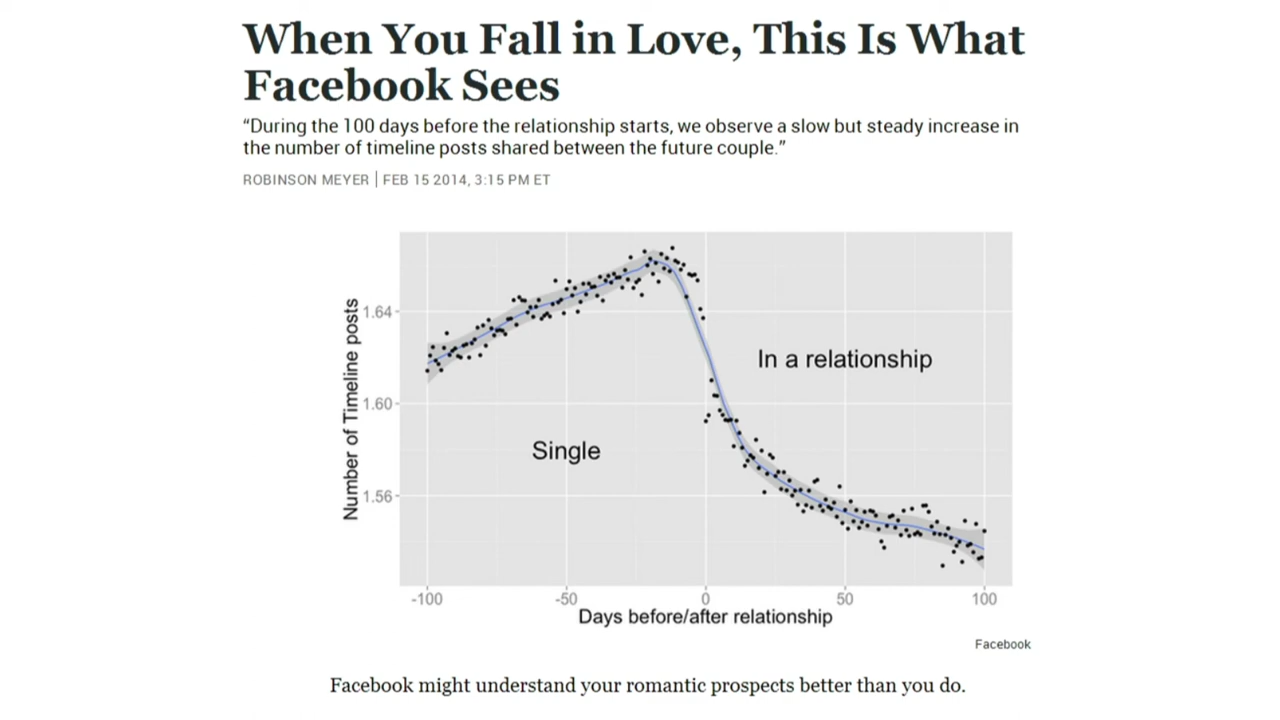 When You Fall in Love, This Is What
Facebook Sees
“During the 100 days before the relationship starts, we observe a slow but steady increase in
the number of timeline posts shared between the future couple.”
ROBINSON MEYER | FEB 15 2014, 3:15 PM ET
Number of Timeline posts
1.64
1.60
1.56
In a relationship
Single
-100 -50 0 50 100
Days before/after relationship
Facebook
Facebook might understand your romantic prospects better than you do.